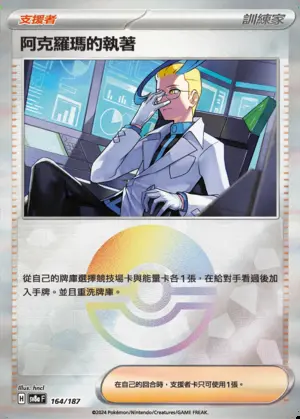 支援者
訓練家
阿克羅瑪的執著
從自己的牌庫選擇競技場卡與能量卡各1張,在給對手看過後加
入手牌。並且重洗牌庫。
Illus. hncl
H sv8a F 164/187
在自己的回合時,支援者卡只可使用1張。
©2024 Pokémon/Nintendo/Creatures/GAME FREAK.